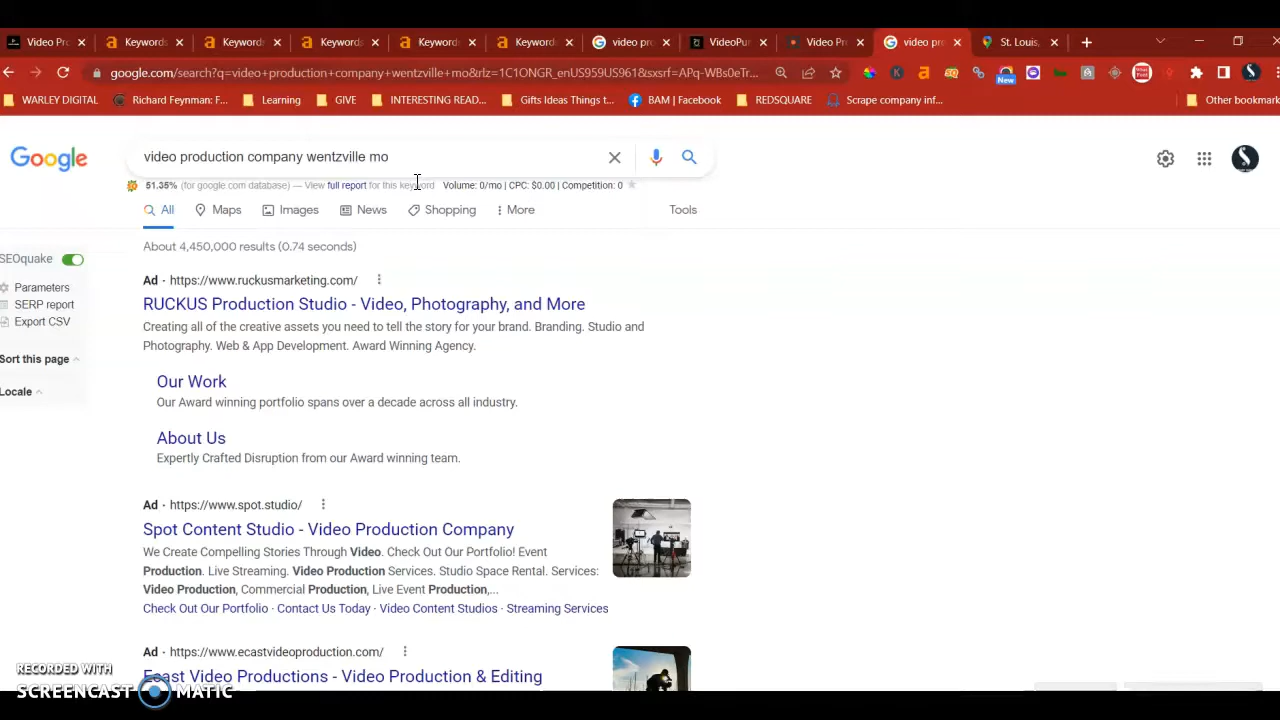 Video Pro
Keywords
Keywords
Keywords
Keywords
Keywords
video pro
VideoPur
Video Pro
video pro
St. Louis,
google.com/search?q=video+production+company+wentzville+mo&rlz=1C1ONGR_enUS959US961&sxsrf=APq-WBs0eTr...
New
WARLEY DIGITAL
Richard Feynman: F...
Learning
GIVE
INTERESTING READ...
Gifts Ideas Things t...
BAM | Facebook
REDSQUARE
Scrape company inf...
Other bookmark
Google
video production company wentzville mo
51.35% (for google.com database) — View full report for this keyword Volume: 0/mo | CPC: $0.00 | Competition: 0
All
Maps
Images
News
Shopping
More
Tools
About 4,450,000 results (0.74 seconds)
SEOquake
Parameters
SERP report
Export CSV
Sort this page
Locale
Ad · https://www.ruckusmarketing.com/
RUCKUS Production Studio - Video, Photography, and More
Creating all of the creative assets you need to tell the story for your brand. Branding. Studio and
Photography. Web & App Development. Award Winning Agency.
Our Work
Our Award winning portfolio spans over a decade across all industry.
About Us
Expertly Crafted Disruption from our Award winning team.
Ad · https://www.spot.studio/
Spot Content Studio - Video Production Company
We Create Compelling Stories Through Video. Check Out Our Portfolio! Event
Production. Live Streaming. Video Production Services. Studio Space Rental. Services:
Video Production, Commercial Production, Live Event Production,...
Check Out Our Portfolio · Contact Us Today · Video Content Studios · Streaming Services
Ad · https://www.ecastvideoproduction.com/
Ecast Video Productions - Video Production & Editing
RECORDED WITH
SCREENCAST MATIC